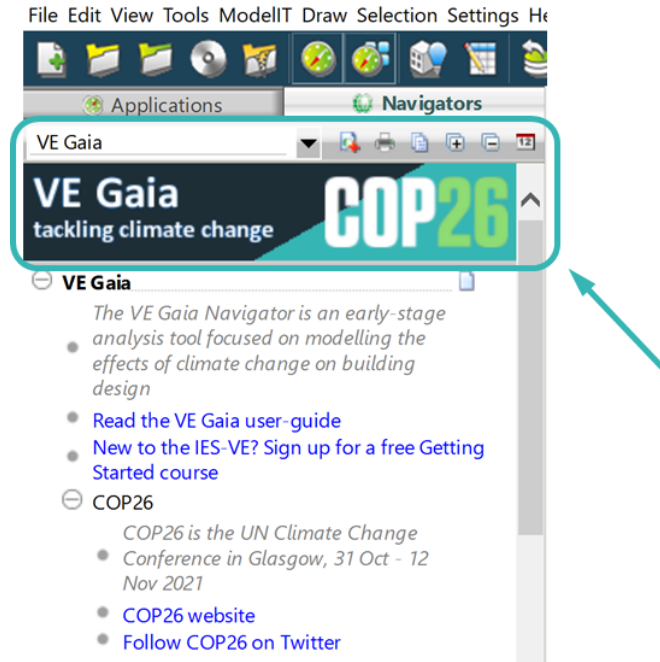 File Edit View Tools ModelIT Draw Selection Settings
Applications
Navigators
VE Gaia
12
VE Gaia
tackling climate change
COP26
VE Gaia
The VE Gaia Navigator is an early-stage
analysis tool focused on modelling the
effects of climate change on building
design
Read the VE Gaia user-guide
New to the IES-VE? Sign up for a free Getting
Started course
COP26
COP26 is the UN Climate Change
Conference in Glasgow, 31 Oct - 12
Nov 2021
COP26 website
Follow COP26 on Twitter